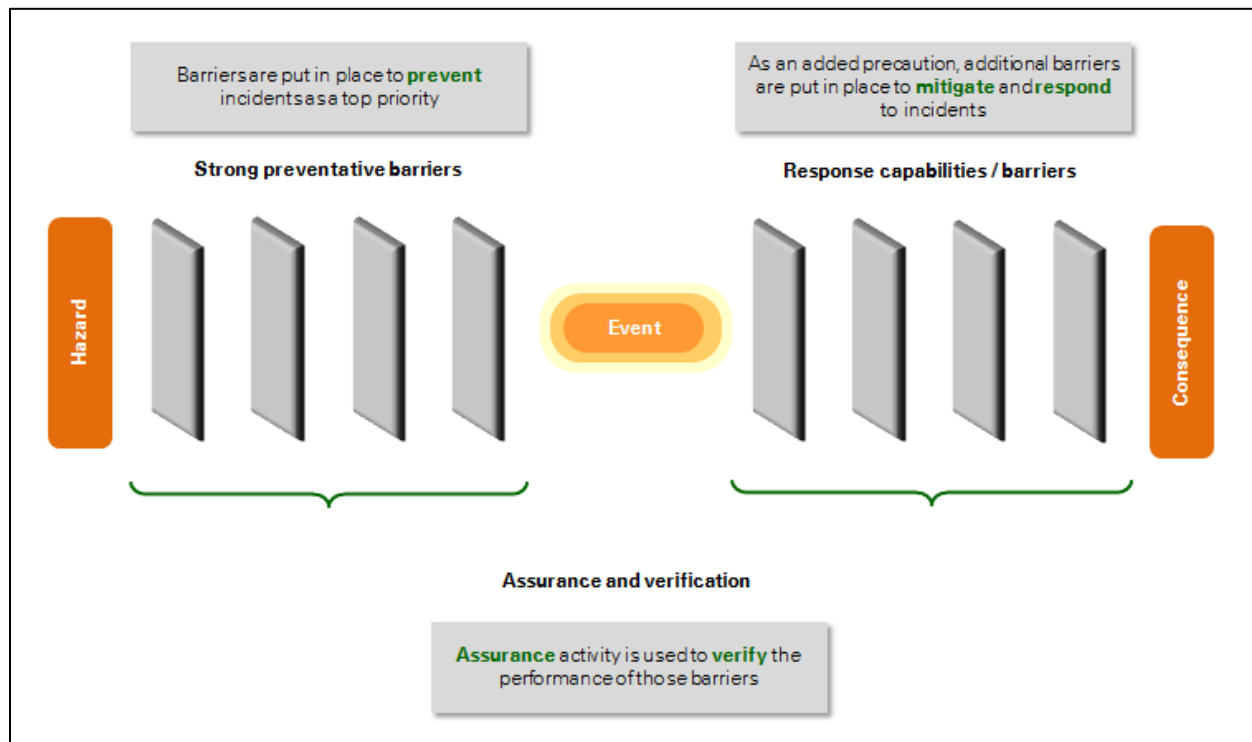 Barriers are put in place to prevent
incidents as a top priority
As an added precaution, additional barriers
are put in place to mitigate and respond
to incidents
Strong preventative barriers
Response capabilities / barriers
Hazard
Event
Consequence
Assurance and verification
Assurance activity is used to verify the
performance of those barriers